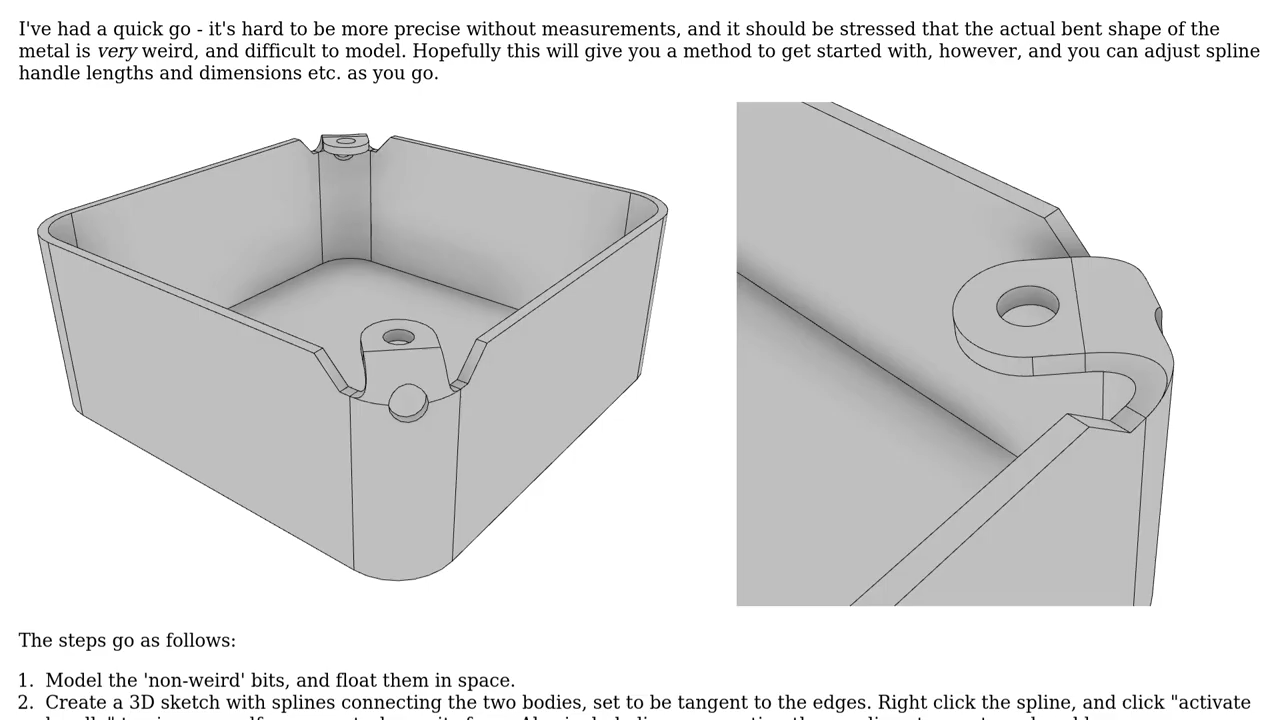 I've had a quick go - it's hard to be more precise without measurements, and it should be stressed that the actual bent shape of the
metal is very weird, and difficult to model. Hopefully this will give you a method to get started with, however, and you can adjust spline
handle lengths and dimensions etc. as you go.
The steps go as follows:
1. Model the 'non-weird' bits, and float them in space.
2. Create a 3D sketch with splines connecting the two bodies, set to be tangent to the edges. Right click the spline, and click "activate